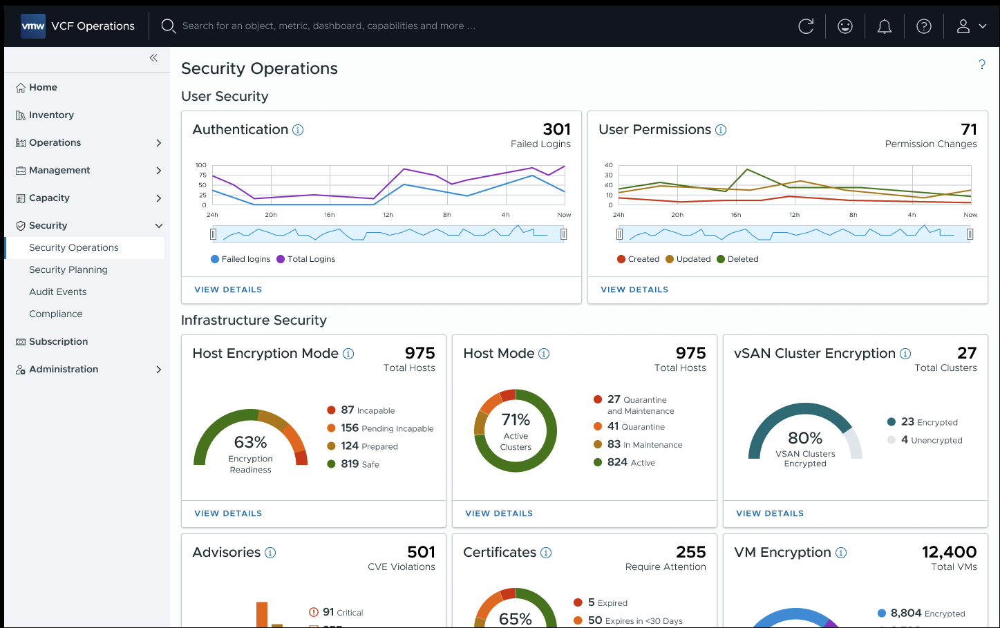 vmw VCF Operations
Search for an object, metric, dashboard, capabilities and more ...
Home
Inventory
Operations
Management
Capacity
Security
Security Operations
Security Planning
Audit Events
Compliance
Subscription
Administration
Security Operations
?
User Security
Authentication
301
Failed Logins
100
75
50
25
0
24h 20h 16h 12h 8h 4h Now
Failed logins Total Logins
VIEW DETAILS
User Permissions
71
Permission Changes
40
30
40
10
0
24h 20h 16h 12h 8h 4h Now
Created Updated Deleted
VIEW DETAILS
Infrastructure Security
Host Encryption Mode
975
Total Hosts
63%
Encryption
Readiness
87 Incapable
156 Pending Incapable
124 Prepared
819 Safe
VIEW DETAILS
Host Mode
975
Total Hosts
71%
Active
Clusters
27 Quarantine
and Maintenance
41 Quarantine
83 In Maintenance
824 Active
VIEW DETAILS
vSAN Cluster Encryption
27
Total Clusters
80%
VSAN Clusters
Encrypted
23 Encrypted
4 Unencrypted
VIEW DETAILS
Advisories
501
CVE Violations
91 Critical
Certificates
255
Require Attention
65%
5 Expired
50 Expires in <30 Days
VM Encryption
12,400
Total VMs
8,804 Encrypted